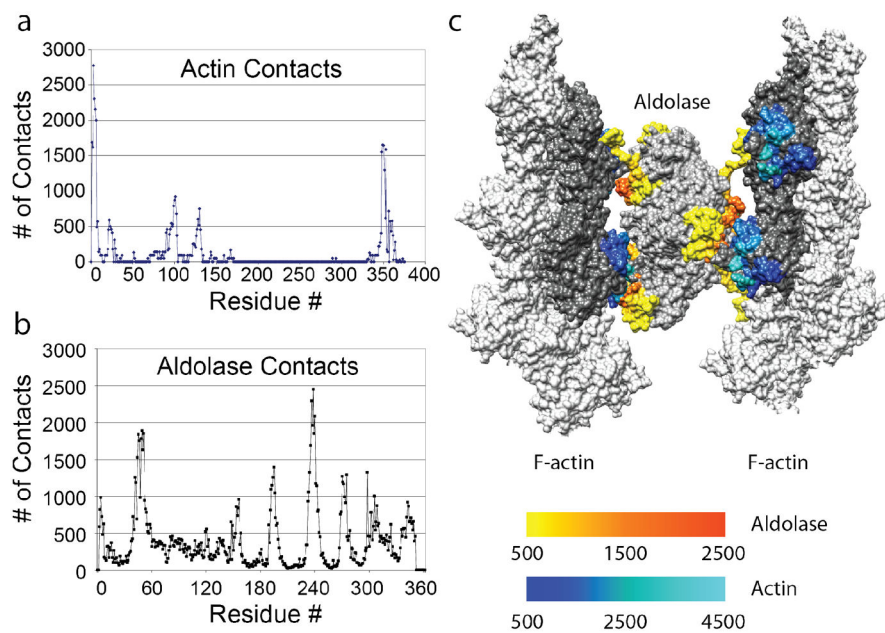 a
Actin Contacts
# of Contacts
3000
2500
2000
1500
1000
500
0
0 50 100 150 200 250 300 350 400
Residue #
b
Aldolase Contacts
# of Contacts
3000
2500
2000
1500
1000
500
0
0 60 120 180 240 300 360
Residue #
c
Aldolase
F-actin F-actin
Aldolase
500 1500 2500
Actin
500 2500 4500